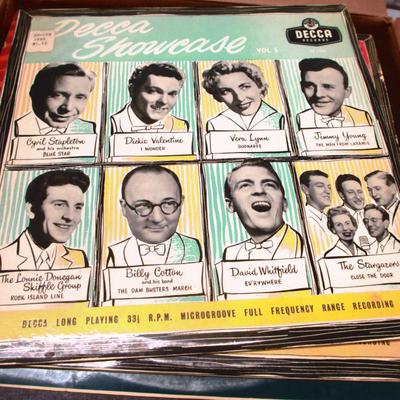 Decca
Showcase
VOL 5
DECCA
RECORDS
Cyril Stapleton
and his orchestra
BLUE STAR
Dickie Valentine
I WONDER
Vera Lynn
DOONAREE
Jimmy Young
THE MAN FROM LARAMIE
The Lonnie Donegan
Skiffle Group
ROCK ISLAND LINE
Billy Cotton
and his band
THE DAM BUSTERS MARCH
David Whitfield
EV'RYWHERE
The Stargazers
CLOSE THE DOOR
DECCA LONG PLAYING 33⅓ R.P.M. MICROGROOVE FULL FREQUENCY RANGE RECORDING